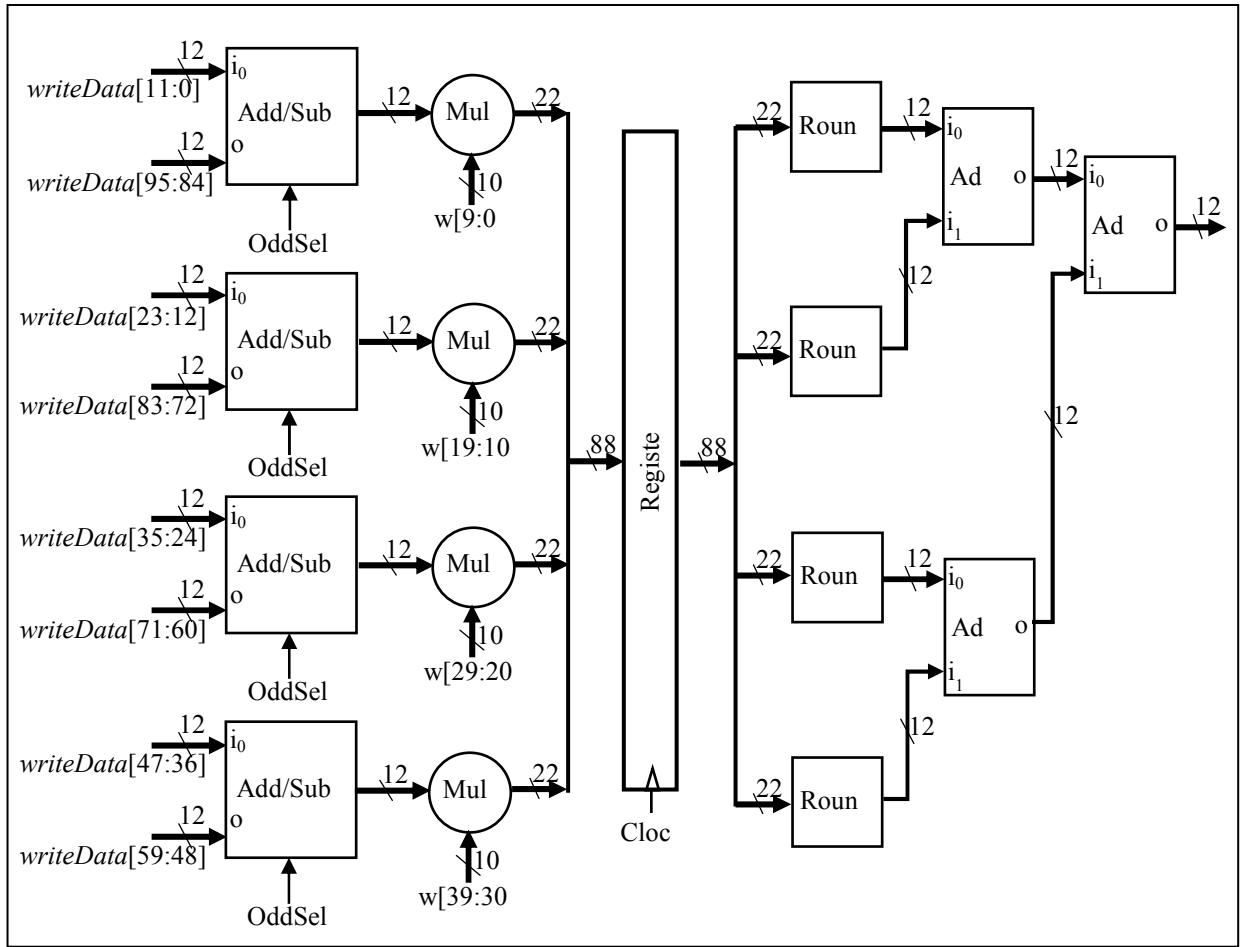 12
i0
writeData[11:0]
Add/Sub
12
Mul
22
12
o
writeData[95:84]
10
w[9:0
OddSel
12
i0
writeData[23:12]
Add/Sub
12
Mul
22
12
o
writeData[83:72]
10
w[19:10
OddSel
12
i0
writeData[35:24]
Add/Sub
12
Mul
22
12
o
writeData[71:60]
10
w[29:20
OddSel
12
i0
writeData[47:36]
Add/Sub
12
Mul
22
12
o
writeData[59:48]
10
w[39:30
OddSel
88
Registe
Cloc
88
22
Roun
12
22
Roun
12
i0
Ad
o
i1
12
22
Roun
12
22
Roun
12
i0
Ad
o
i1
12
i0
Ad
o
i1
12